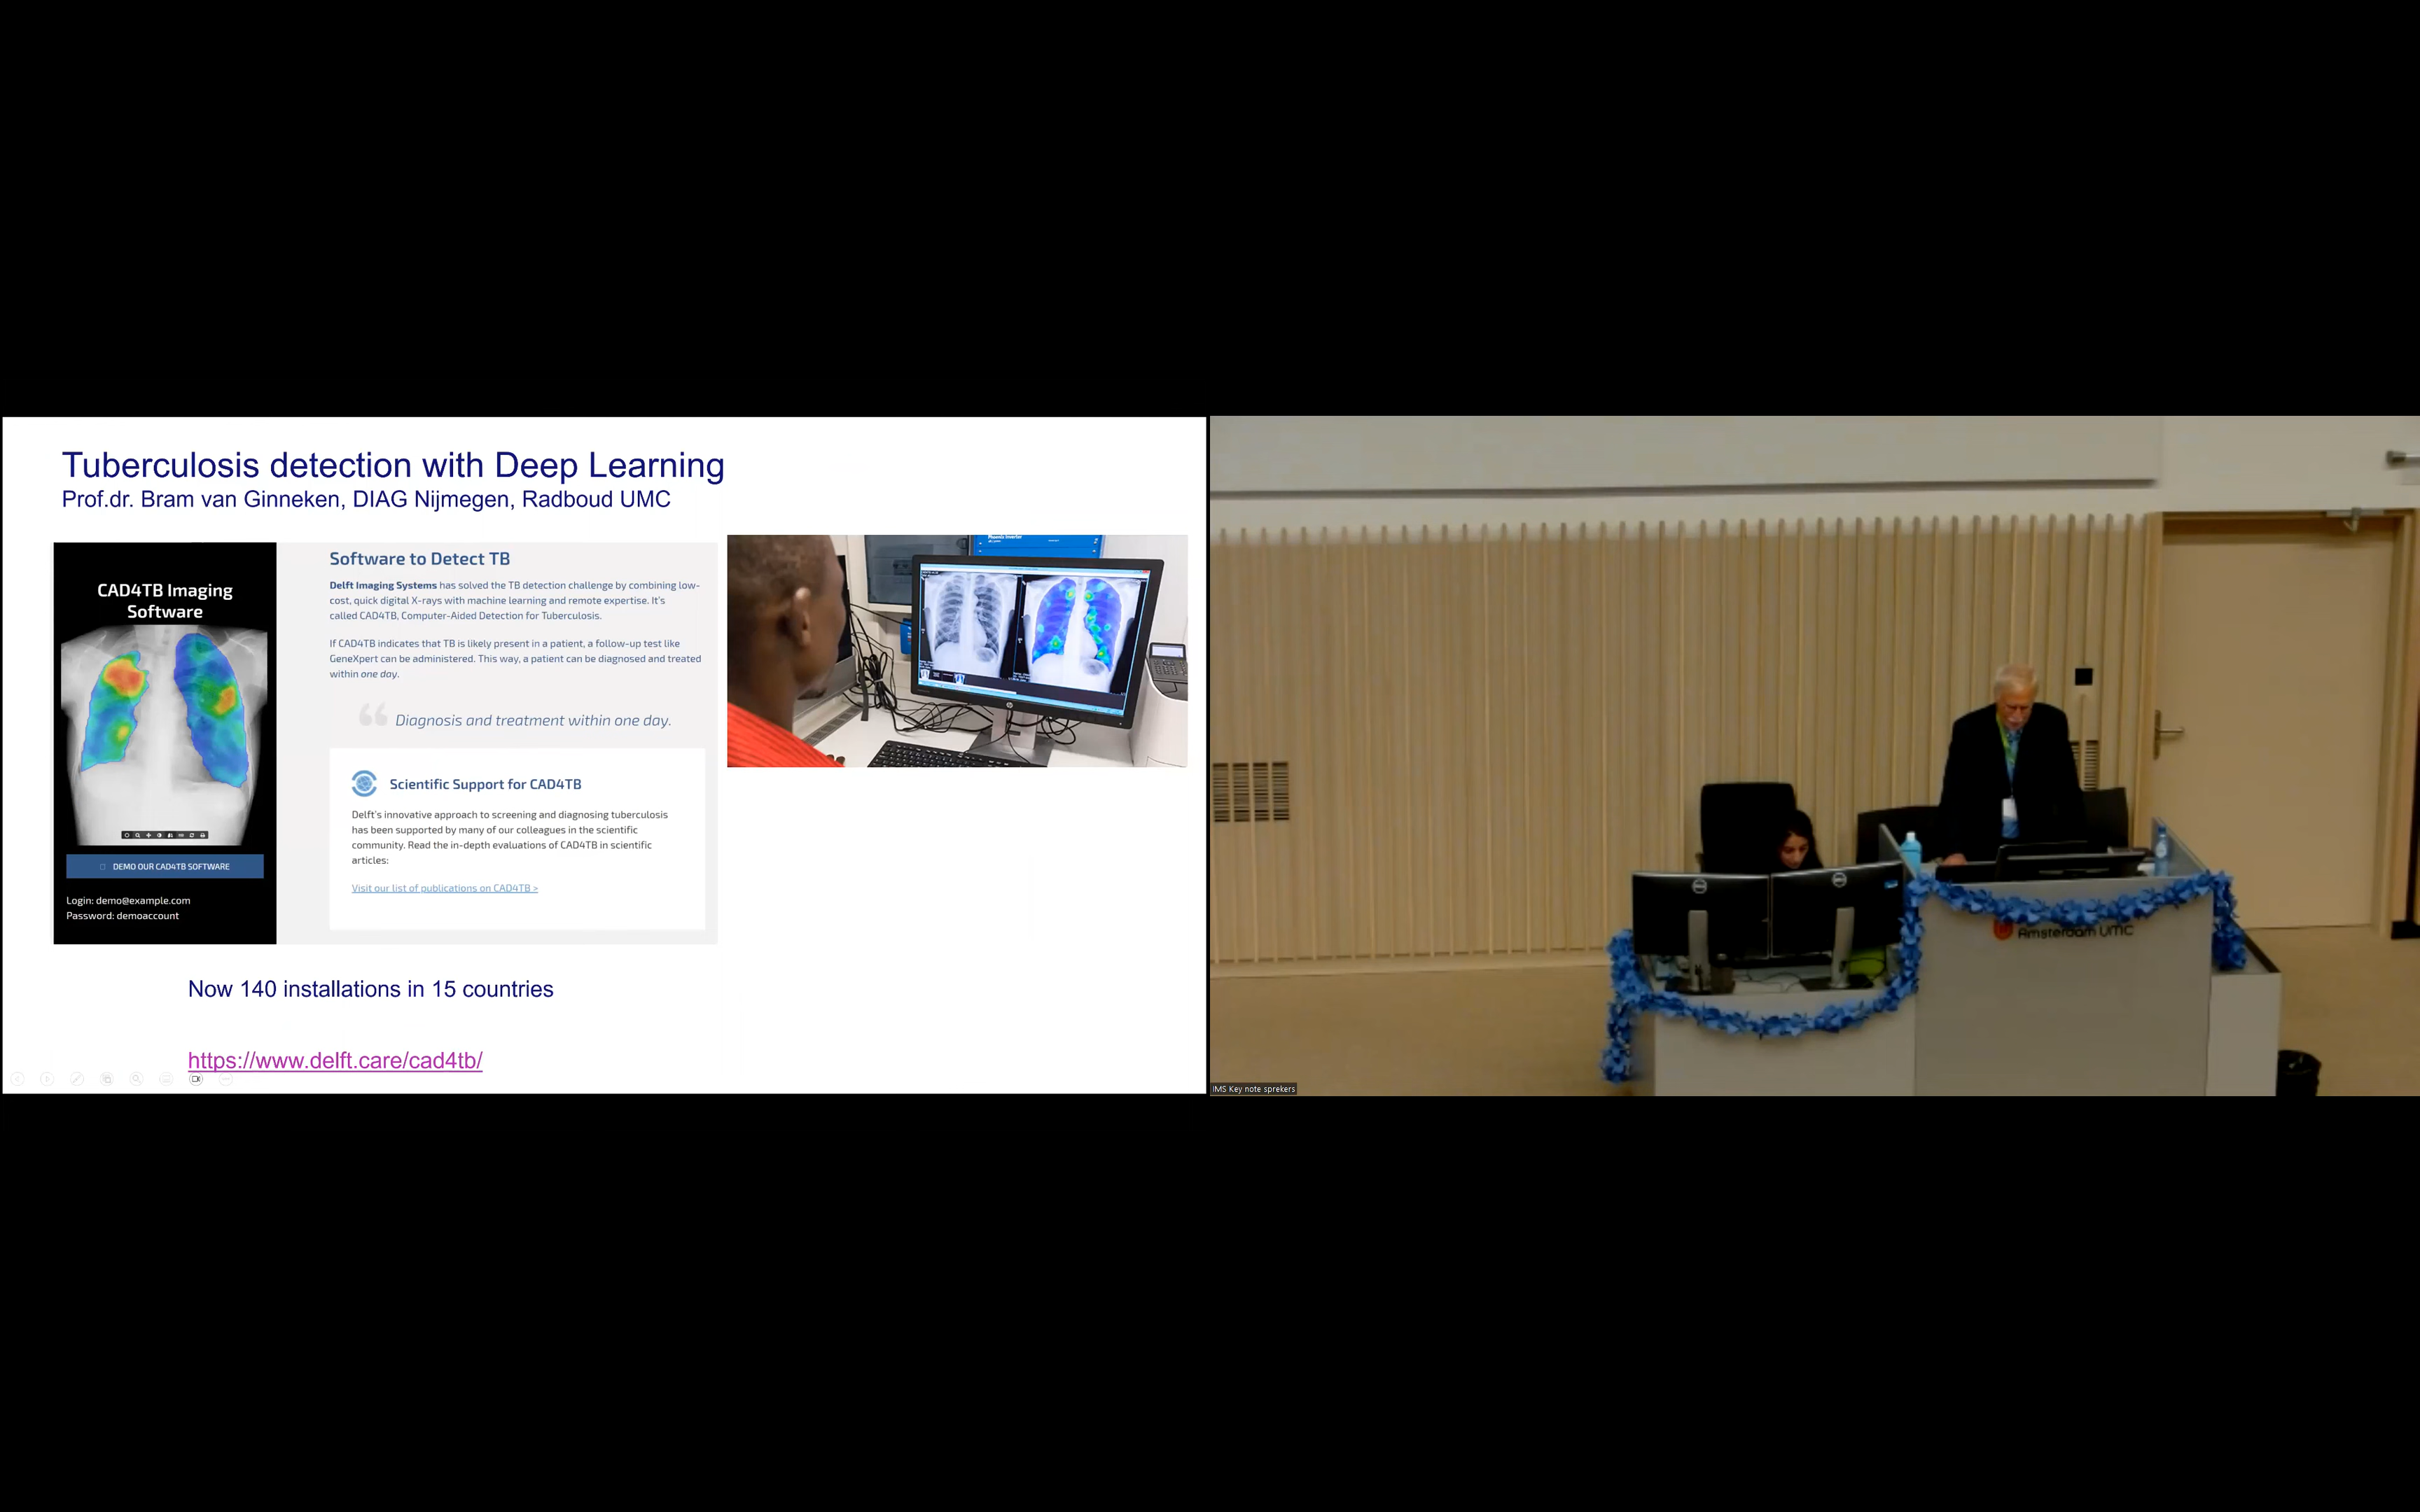 Tuberculosis detection with Deep Learning
Prof.dr. Bram van Ginneken, DIAG Nijmegen, Radboud UMC
CAD4TB Imaging
Software
DEMO OUR CAD4TB SOFTWARE
Login: demo@example.com
Password: demoaccount
Software to Detect TB
Delft Imaging Systems has solved the TB detection challenge by combining low-
cost, quick digital X-rays with machine learning and remote expertise. It's
called CAD4TB, Computer-Aided Detection for Tuberculosis.
If CAD4TB indicates that TB is likely present in a patient, a follow-up test like
GeneXpert can be administered. This way, a patient can be diagnosed and treated
within one day.
“ Diagnosis and treatment within one day.
Scientific Support for CAD4TB
Delft's innovative approach to screening and diagnosing tuberculosis
has been supported by many of our colleagues in the scientific
community. Read the in-depth evaluations of CAD4TB in scientific
articles:
Visit our list of publications on CAD4TB >
Phoenix Inverter
Now 140 installations in 15 countries
https://www.delft.care/cad4tb/
Amsterdam UMC
IMS Key note sprekers